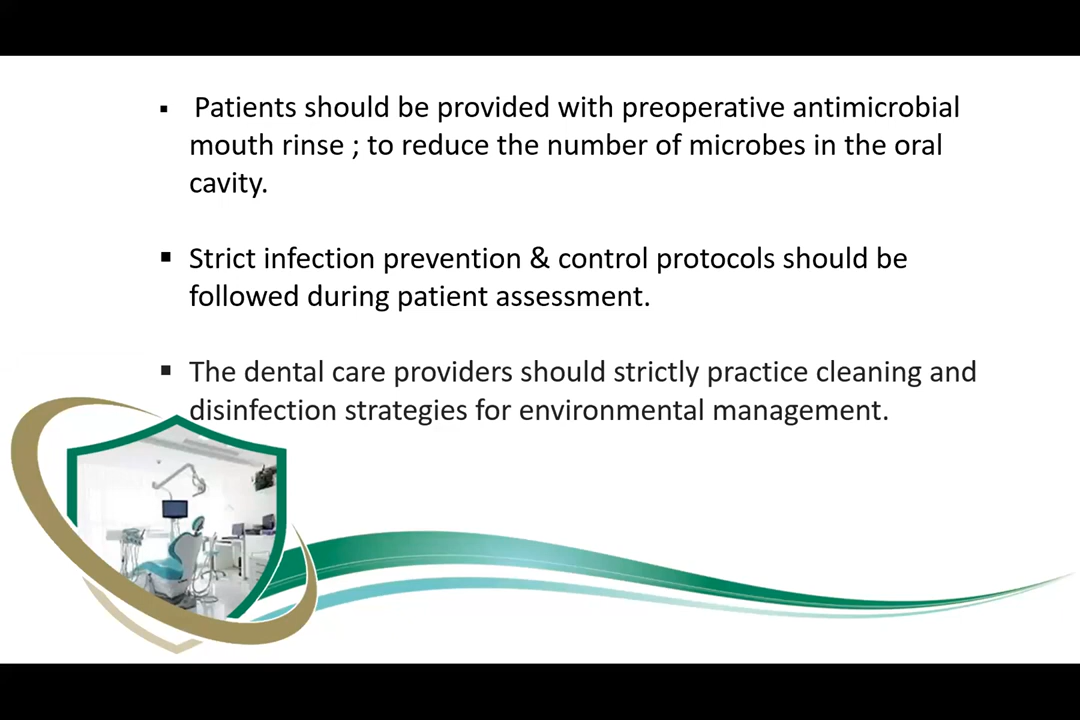 ▪ Patients should be provided with preoperative antimicrobial
mouth rinse ; to reduce the number of microbes in the oral
cavity.
▪ Strict infection prevention & control protocols should be
followed during patient assessment.
▪ The dental care providers should strictly practice cleaning and
disinfection strategies for environmental management.